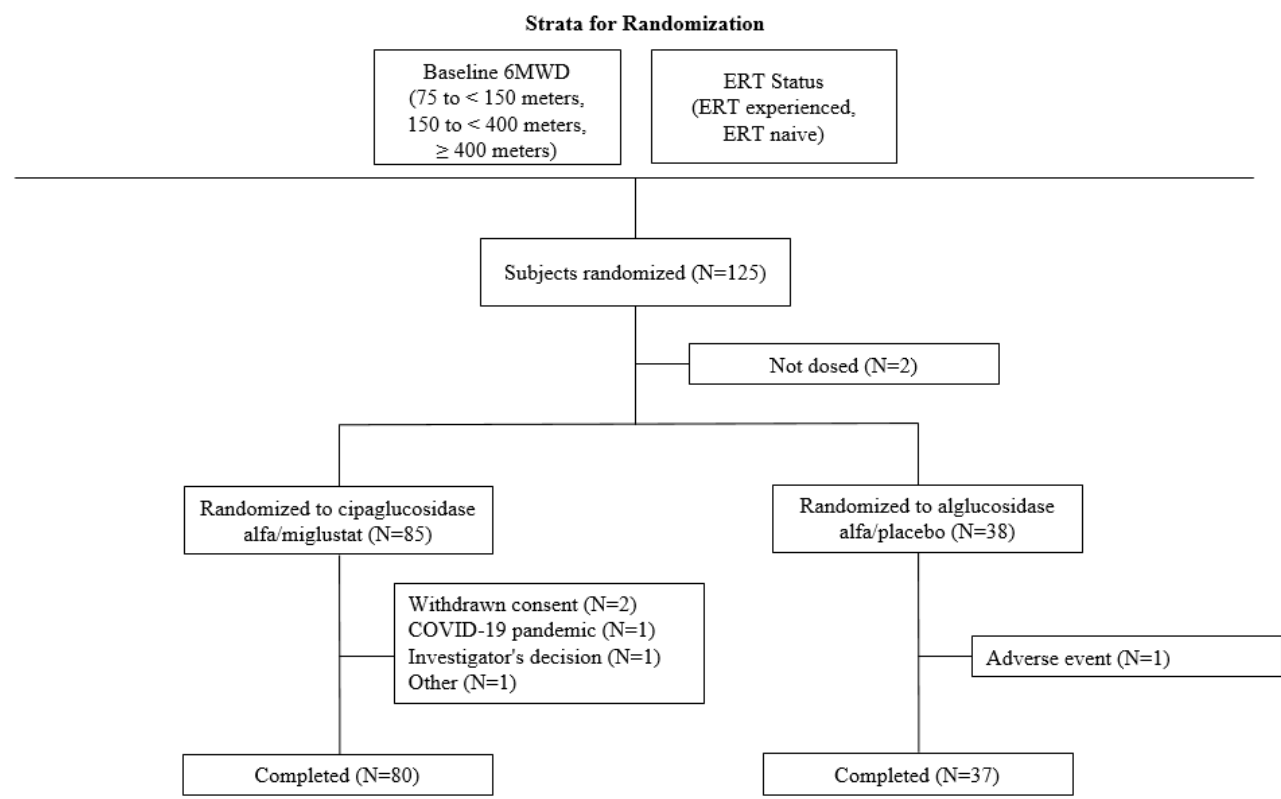 Strata for Randomization
Baseline 6MWD
(75 to < 150 meters,
150 to < 400 meters,
≥ 400 meters)
ERT Status
(ERT experienced,
ERT naive)
Subjects randomized (N=125)
Not dosed (N=2)
Randomized to cipaglucosidase
alfa/miglustat (N=85)
Randomized to alglucosidase
alfa/placebo (N=38)
Withdrawn consent (N=2)
COVID-19 pandemic (N=1)
Investigator's decision (N=1)
Other (N=1)
Adverse event (N=1)
Completed (N=80)
Completed (N=37)